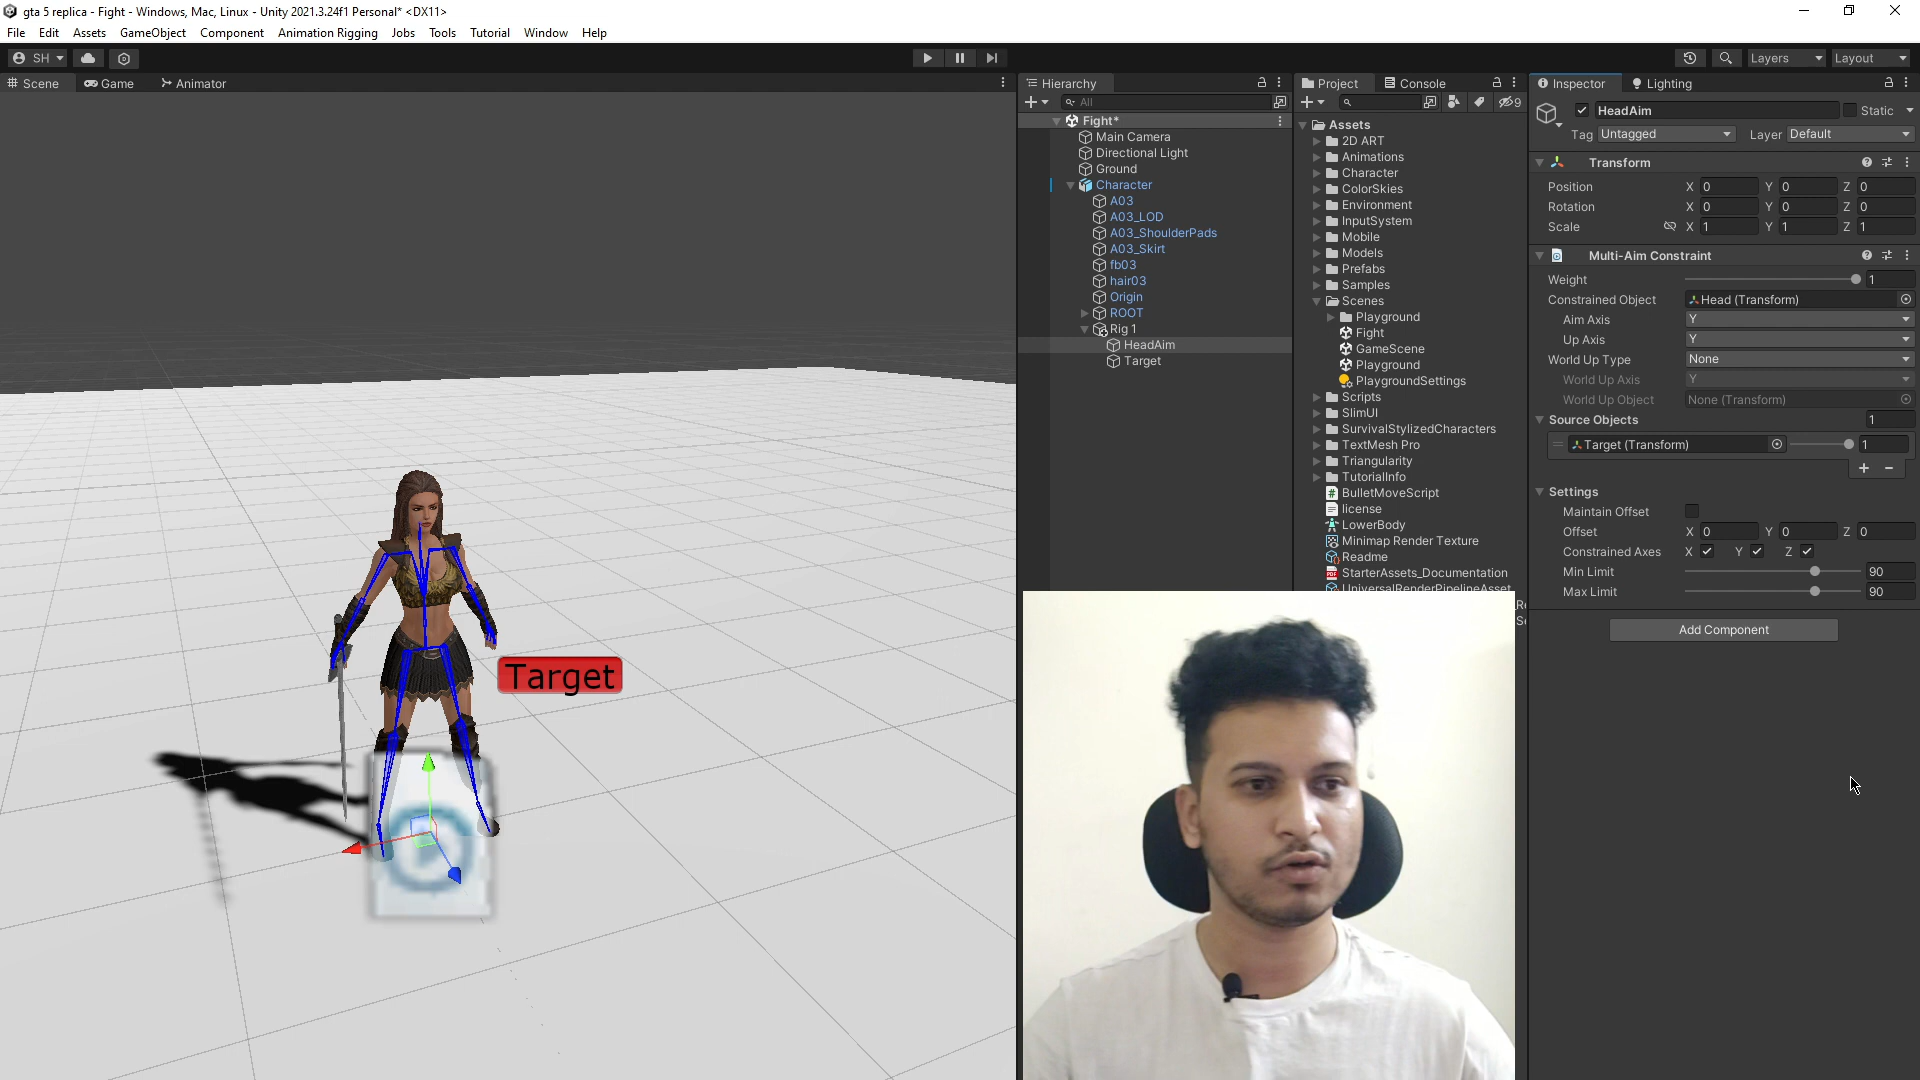 gta 5 replica - Fight - Windows, Mac, Linux - Unity 2021.3.24f1 Personal* <DX11>
File Edit Assets GameObject Component Animation Rigging Jobs Tools Tutorial Window Help
SH
Layers
Layout
Scene
Game
Animator
Target
Hierarchy
All
Fight*
Main Camera
Directional Light
Ground
Character
A03
A03_LOD
A03_ShoulderPads
A03_Skirt
fb03
hair03
Origin
ROOT
Rig 1
HeadAim
Target
Project
Console
9
Assets
2D ART
Animations
Character
ColorSkies
Environment
InputSystem
Mobile
Models
Prefabs
Samples
Scenes
Playground
Fight
GameScene
Playground
PlaygroundSettings
Scripts
SlimUI
SurvivalStylizedCharacters
TextMesh Pro
Triangularity
TutorialInfo
BulletMoveScript
license
LowerBody
Minimap Render Texture
Readme
StarterAssets_Documentation
UniversalRenderPipelineAsset
Inspector
Lighting
HeadAim
Static
Tag Untagged Layer Default
Transform
Position X 0 Y 0 Z 0
Rotation X 0 Y 0 Z 0
Scale X 1 Y 1 Z 1
Multi-Aim Constraint
Weight 1
Constrained Object Head (Transform)
Aim Axis Y
Up Axis Y
World Up Type None
World Up Axis Y
World Up Object None (Transform)
Source Objects 1
Target (Transform) 1
Settings
Maintain Offset
Offset X 0 Y 0 Z 0
Constrained Axes X Y Z
Min Limit 90
Max Limit 90
Add Component